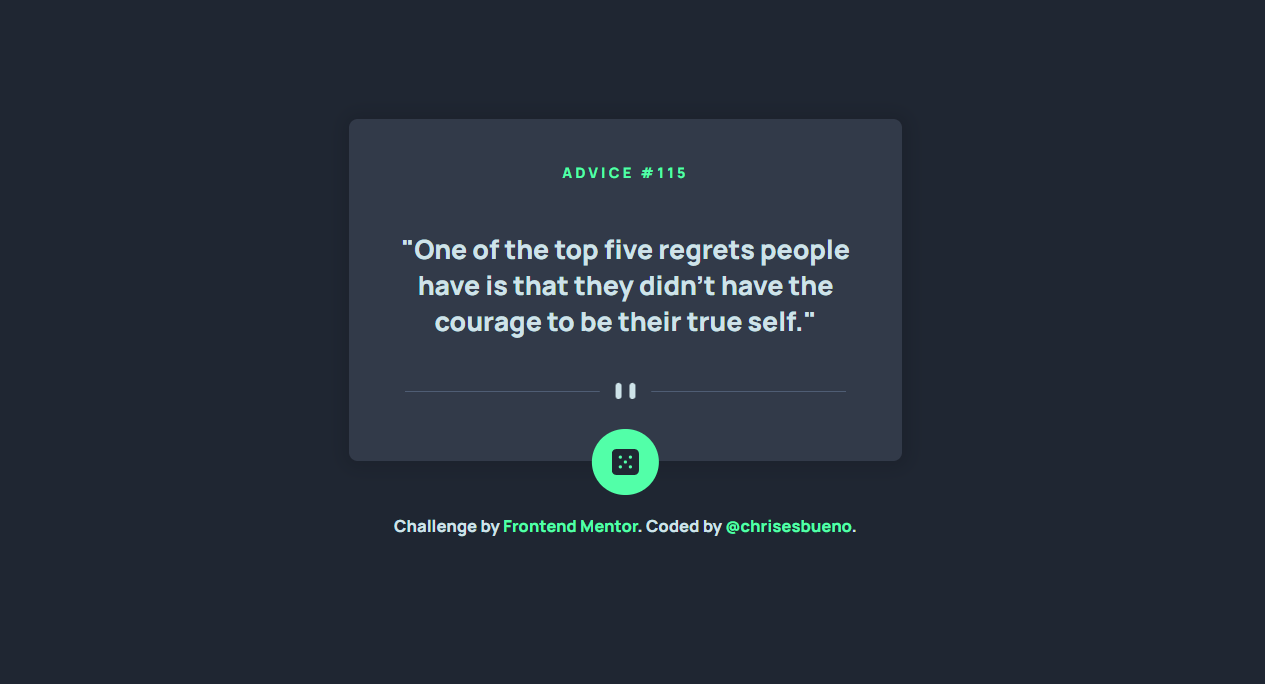 ADVICE #115
"One of the top five regrets people
have is that they didn't have the
courage to be their true self."
Challenge by Frontend Mentor. Coded by @chrisesbueno.